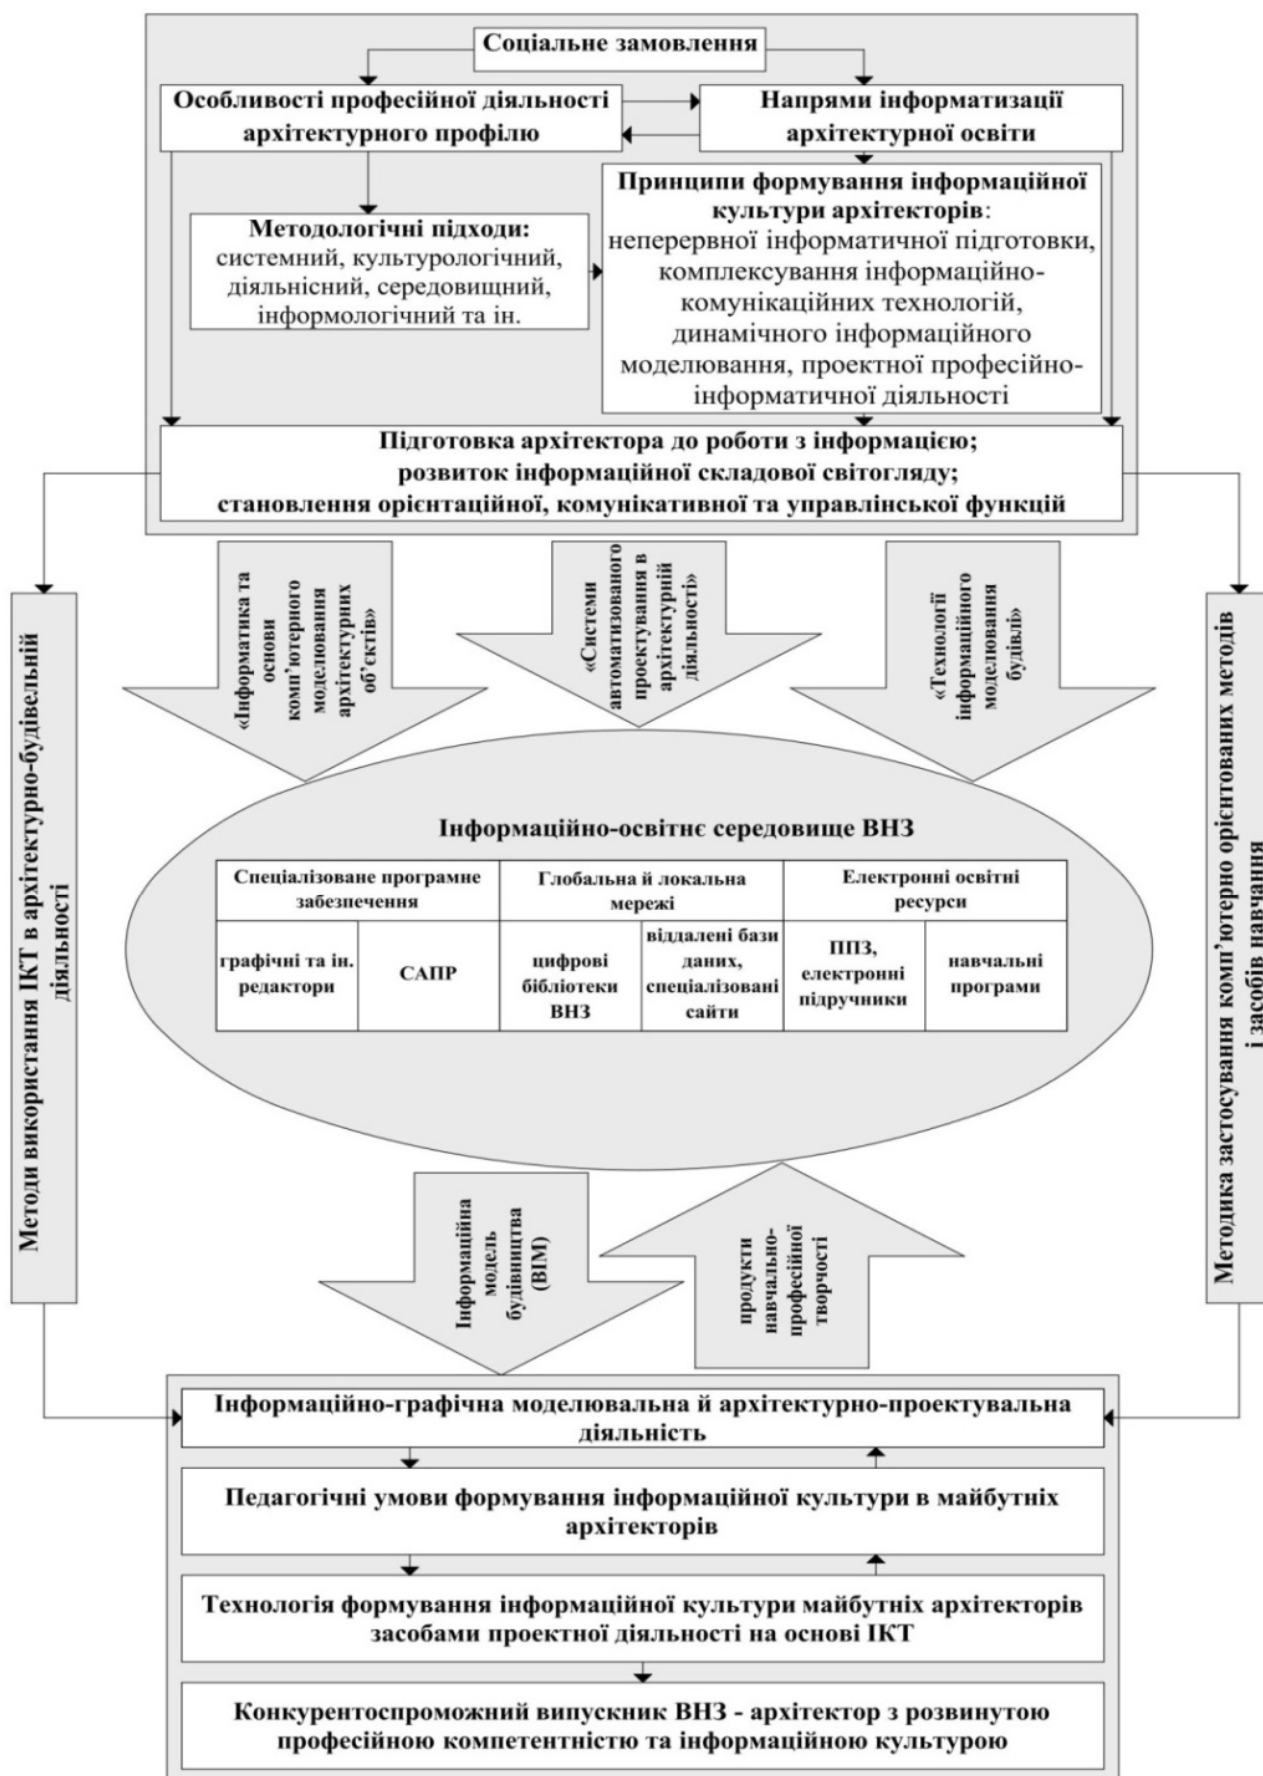 Соціальне замовлення
Особливості професійної діяльності
архітектурного профілю
Напрями інформатизації
архітектурної освіти
Методологічні підходи:
системний, культурологічний,
діяльнісний, середовищний,
інформологічний та ін.
Принципи формування інформаційної
культури архітекторів:
неперервної інформатичної підготовки,
комплексування інформаційно-
комунікаційних технологій,
динамічного інформаційного
моделювання, проектної професійно-
інформатичної діяльності
Підготовка архітектора до роботи з інформацією;
розвиток інформаційної складової світогляду;
становлення орієнтаційної, комунікативної та управлінської функцій
Методи використання ІКТ в архітектурно-будівельній
діяльності
«Інформатика та
основи
комп’ютерного
моделювання
архітектурних
об’єктів»
«Системи
автоматизованого
проектування в
архітектурній
діяльності»
«Технології
інформаційного
моделювання
будівлі»
Методика застосування комп’ютерно орієнтованих методів
і засобів навчання
Інформаційно-освітнє середовище ВНЗ
Спеціалізоване програмне
забезпечення
Глобальна й локальна
мережі
Електронні освітні
ресурси
графічні та ін.
редактори
САПР
цифрові
бібліотеки
ВНЗ
віддалені бази
даних,
спеціалізовані
сайти
ППЗ,
електронні
підручники
навчальні
програми
Інформаційна
модель
будівництва
(BIM)
продукти
навчально-
професійної
творчості
Інформаційно-графічна моделювальна й архітектурно-проектувальна
діяльність
Педагогічні умови формування інформаційної культури в майбутніх
архітекторів
Технологія формування інформаційної культури майбутніх архітекторів
засобами проектної діяльності на основі ІКТ
Конкурентоспроможний випускник ВНЗ - архітектор з розвинутою
професійною компетентністю та інформаційною культурою